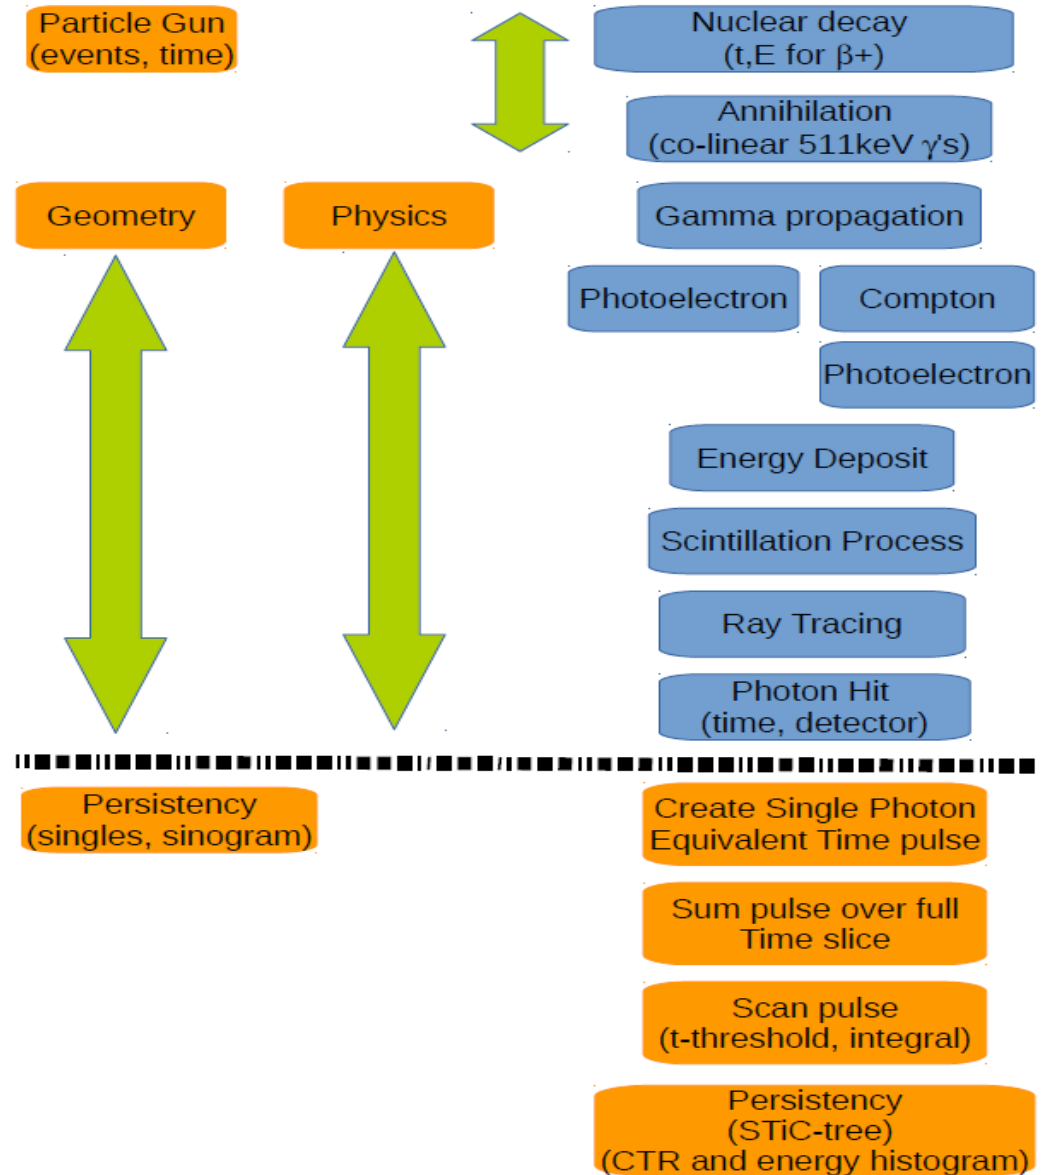 Particle Gun
(events, time)
Nuclear decay
(t,E for β+)
Annihilation
(co-linear 511keV γ's)
Geometry
Physics
Gamma propagation
Photoelectron
Compton
Photoelectron
Energy Deposit
Scintillation Process
Ray Tracing
Photon Hit
(time, detector)
Persistency
(singles, sinogram)
Create Single Photon
Equivalent Time pulse
Sum pulse over full
Time slice
Scan pulse
(t-threshold, integral)
Persistency
(STiC-tree)
(CTR and energy histogram)